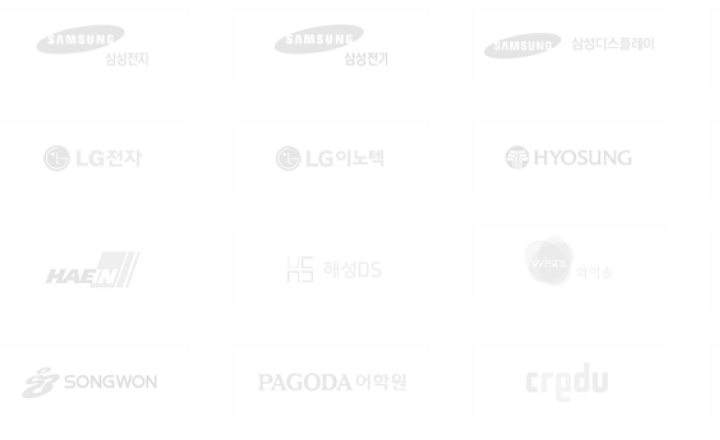 SAMSUNG
삼성전자
SAMSUNG
삼성전기
SAMSUNG 삼성디스플레이
LG전자
LG이노텍
HYOSUNG
HAEIN
해성DS
WISOL 와이솔
SONGWON
PAGODA 어학원
credu